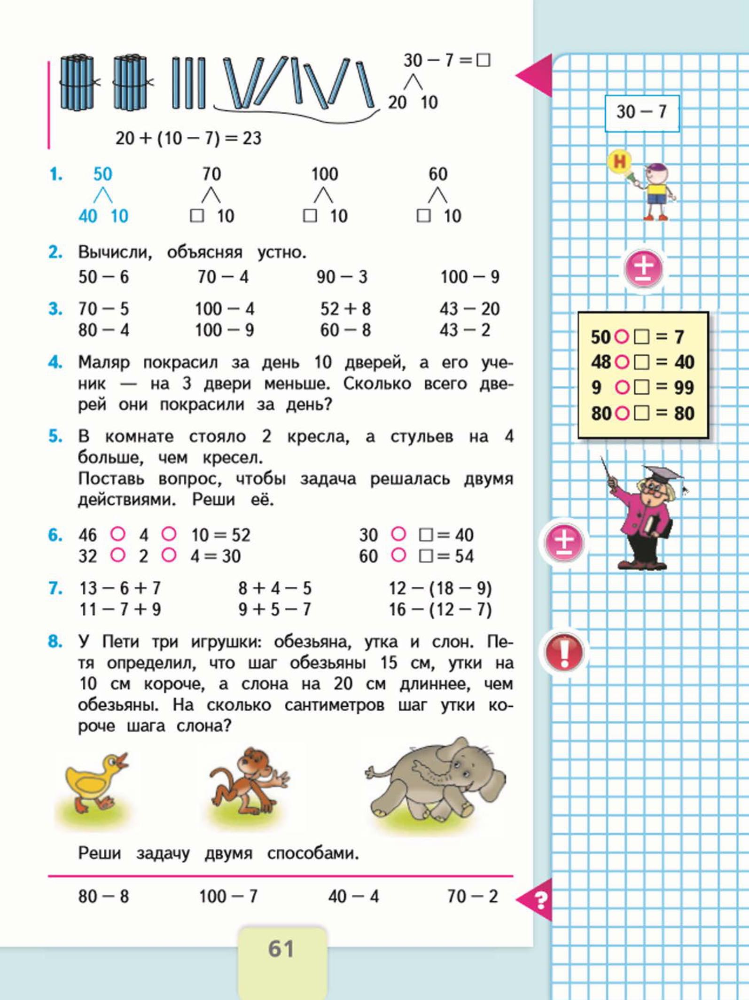 30 − 7 = □
20 10
20 + (10 − 7) = 23
30 − 7
Н
1. 50 70 100 60
40 10 □ 10 □ 10 □ 10
2. Вычисли, объясняя устно.
50 − 6 70 − 4 90 − 3 100 − 9
3. 70 − 5 100 − 4 52 + 8 43 − 20
80 − 4 100 − 9 60 − 8 43 − 2
50 ○ □ = 7
48 ○ □ = 40
9 ○ □ = 99
80 ○ □ = 80
4. Маляр покрасил за день 10 дверей, а его уче-
ник — на 3 двери меньше. Сколько всего две-
рей они покрасили за день?
5. В комнате стояло 2 кресла, а стульев на 4
больше, чем кресел.
Поставь вопрос, чтобы задача решалась двумя
действиями. Реши её.
6. 46 ○ 4 ○ 10 = 52 30 ○ □ = 40
32 ○ 2 ○ 4 = 30 60 ○ □ = 54
7. 13 − 6 + 7 8 + 4 − 5 12 − (18 − 9)
11 − 7 + 9 9 + 5 − 7 16 − (12 − 7)
8. У Пети три игрушки: обезьяна, утка и слон. Пе-
тя определил, что шаг обезьяны 15 см, утки на
10 см короче, а слона на 20 см длиннее, чем
обезьяны. На сколько сантиметров шаг утки ко-
роче шага слона?
Реши задачу двумя способами.
80 − 8 100 − 7 40 − 4 70 − 2
?
61